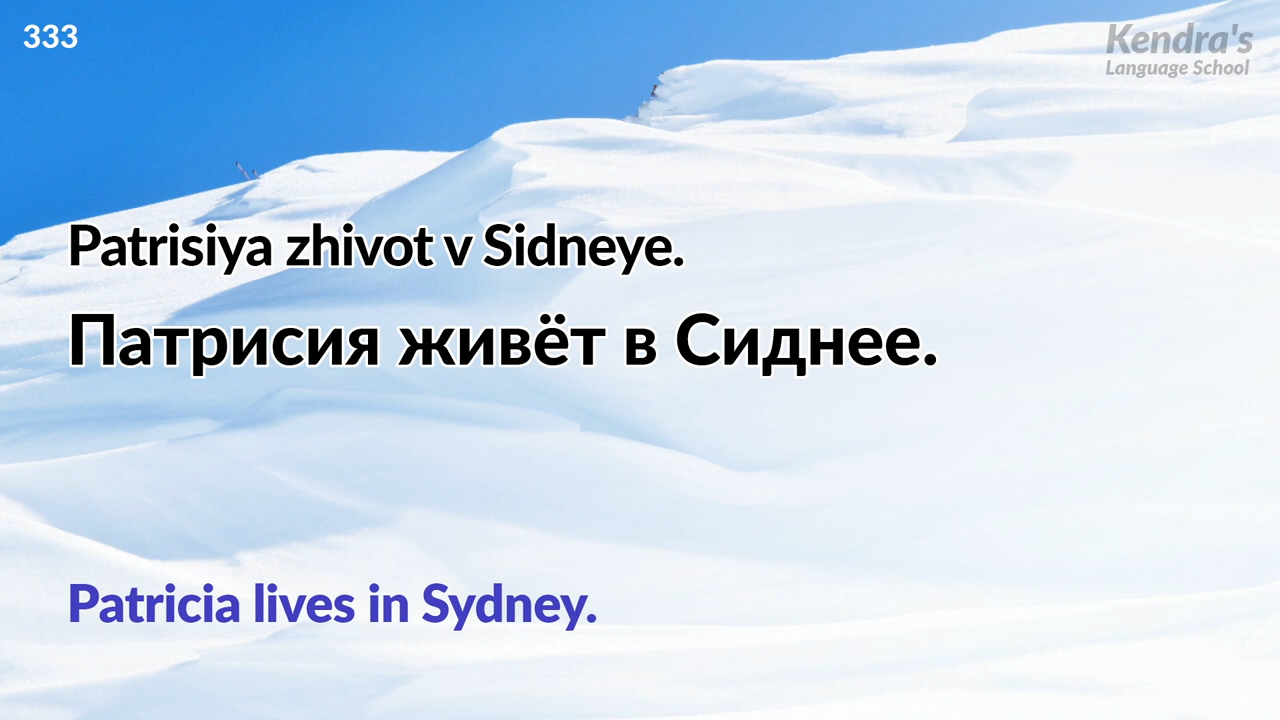 333
Kendra's
Language School
Patrisiya zhivot v Sidneye.
Патрисия живёт в Сиднее.
Patricia lives in Sydney.